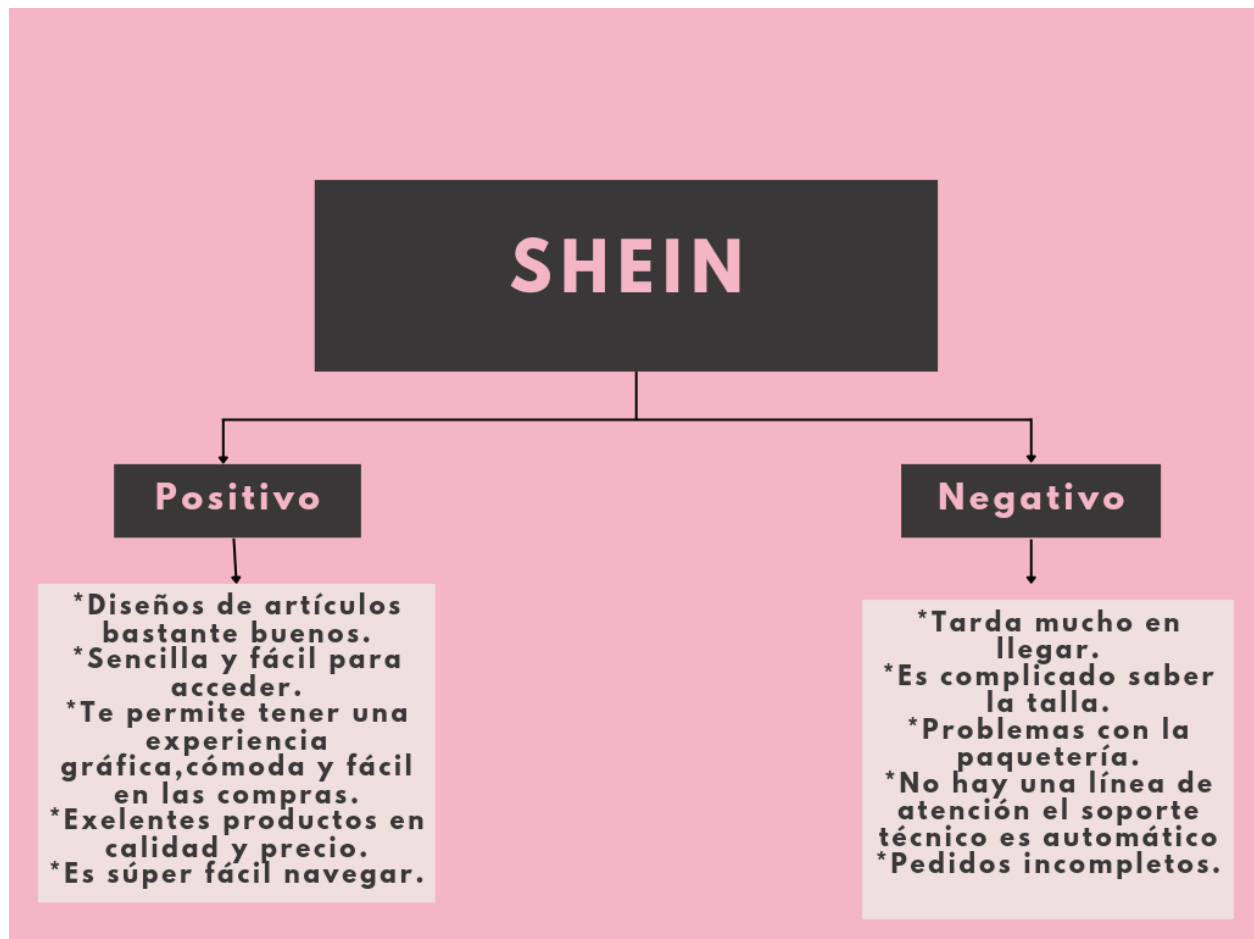 SHEIN
Positivo
*Diseños de artículos
bastante buenos.
*Sencilla y fácil para
acceder.
*Te permite tener una
experiencia
gráfica,cómoda y fácil
en las compras.
*Exelentes productos en
calidad y precio.
*Es súper fácil navegar.
Negativo
*Tarda mucho en
llegar.
*Es complicado saber
la talla.
*Problemas con la
paquetería.
*No hay una línea de
atención el soporte
técnico es automático
*Pedidos incompletos.